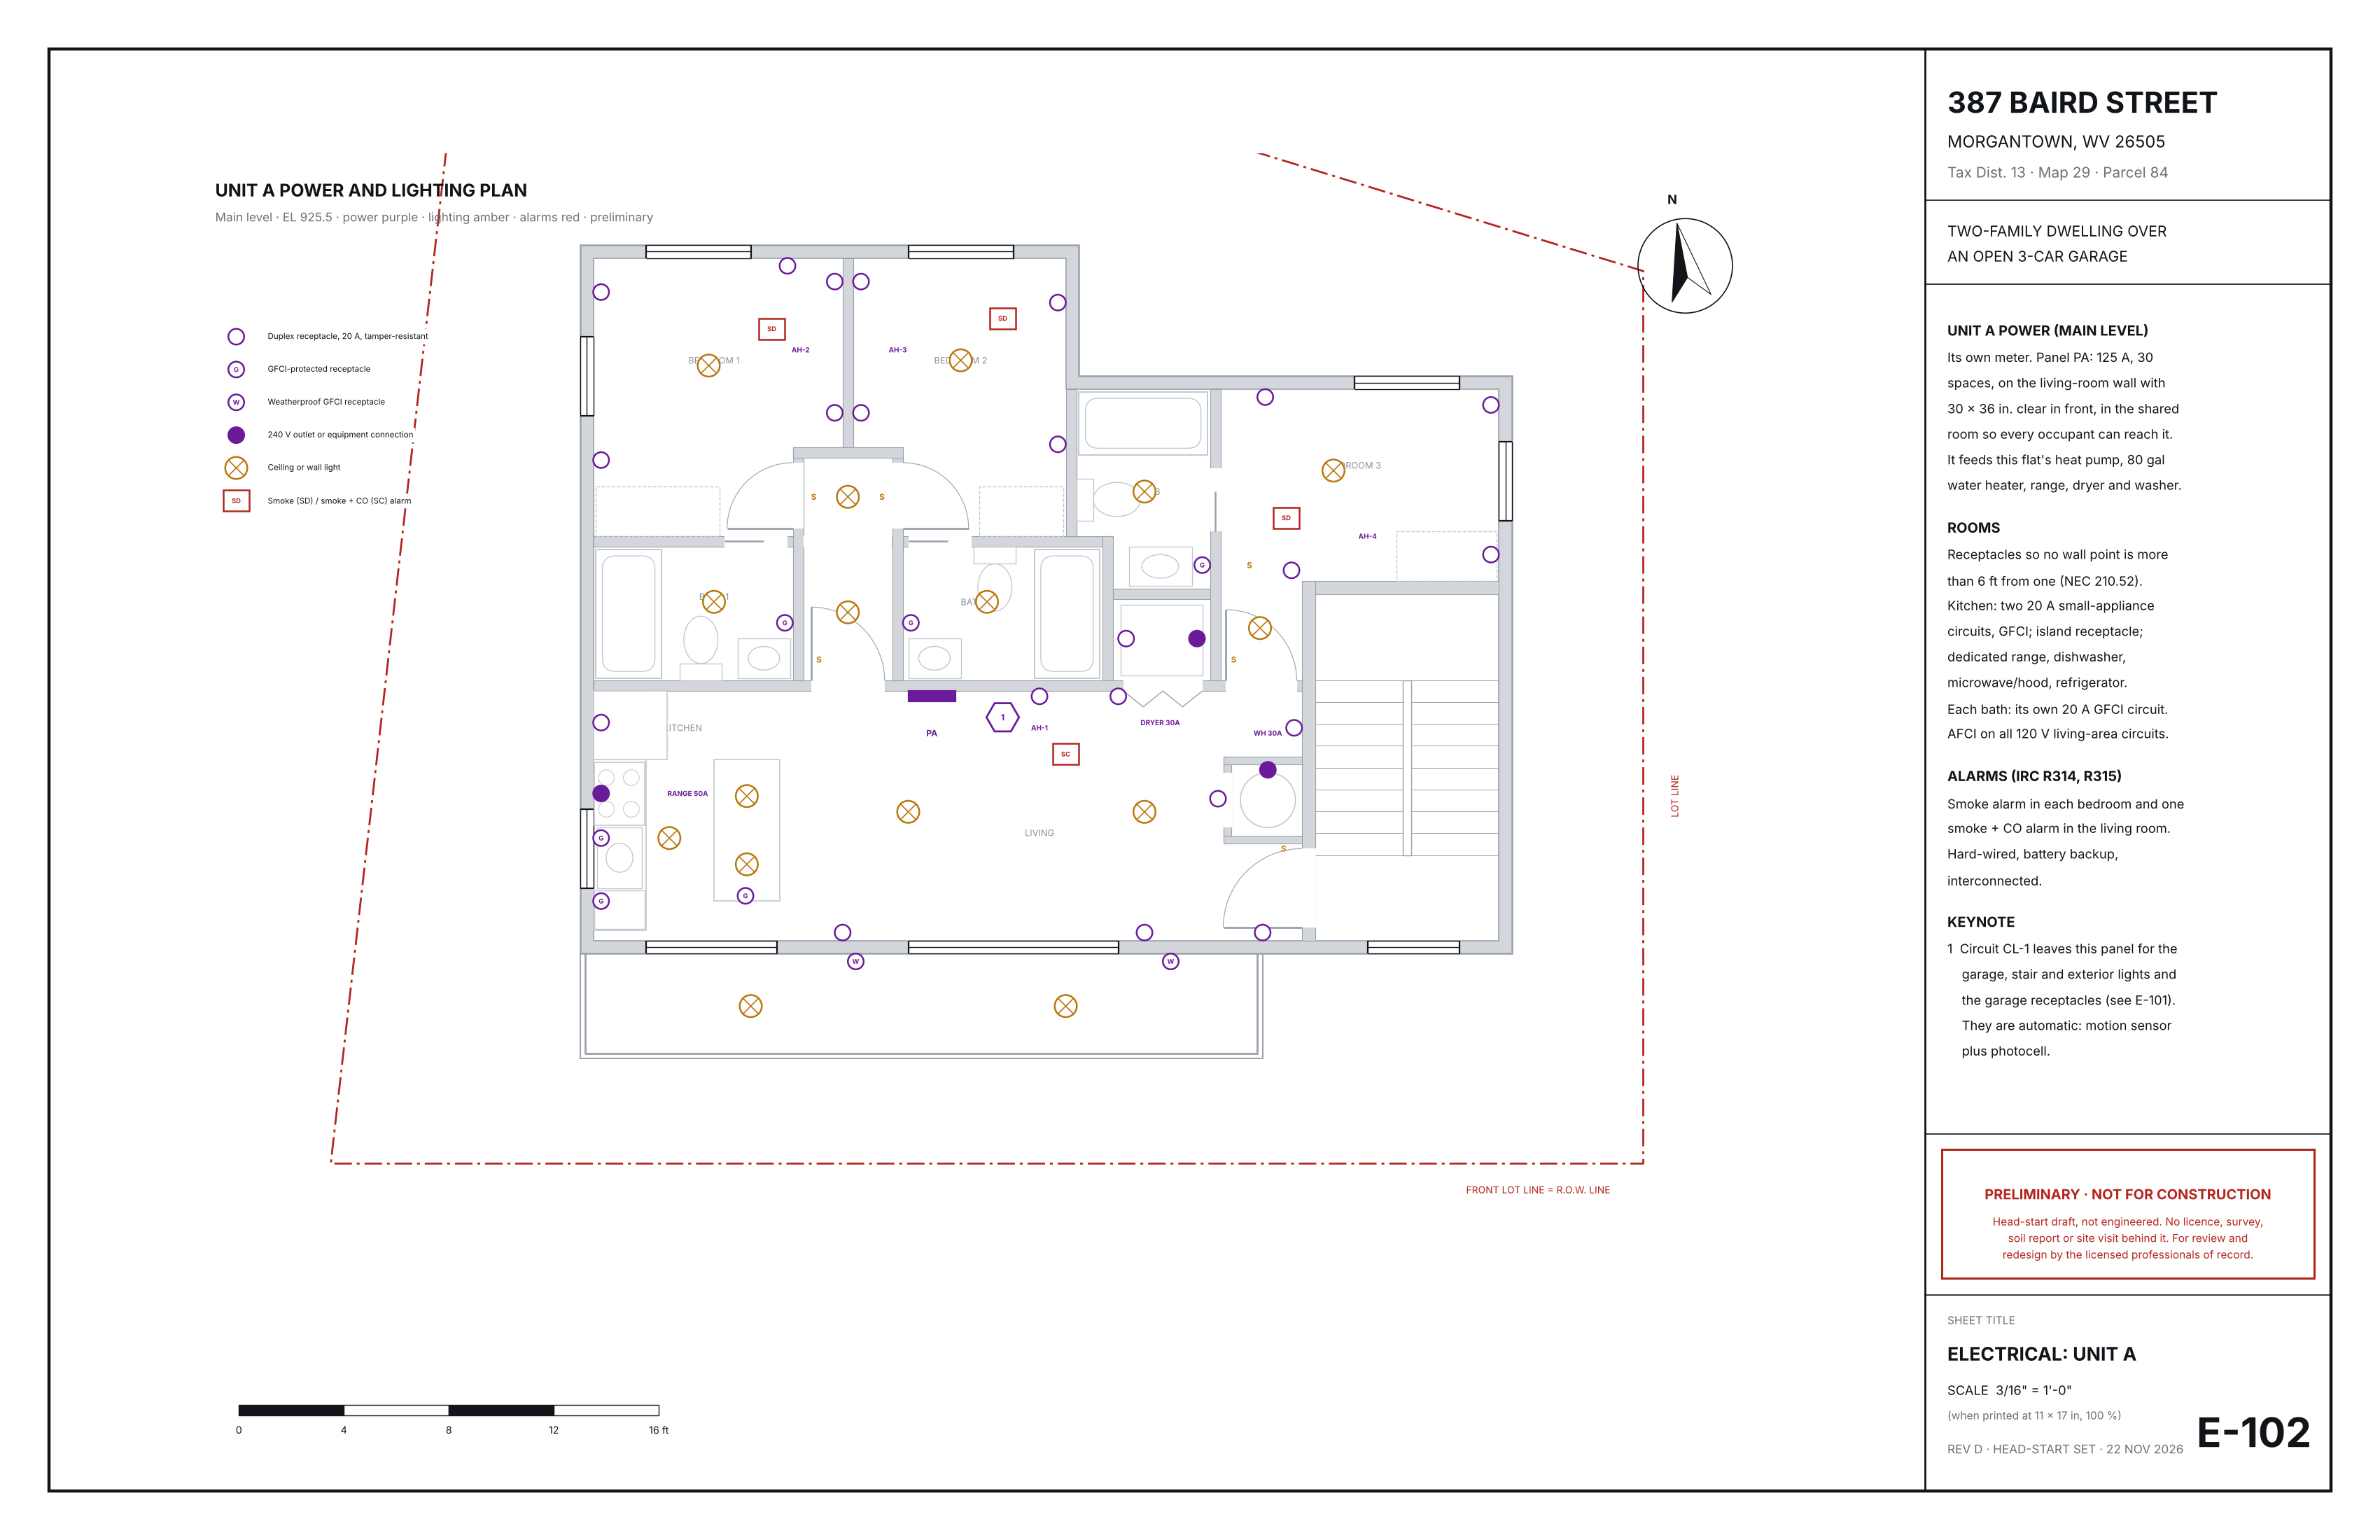 UNIT A POWER AND LIGHTING PLAN
Main level · EL 925.5 · power purple · lighting amber · alarms red · preliminary
N
Duplex receptacle, 20 A, tamper-resistant
G
GFCI-protected receptacle
W
Weatherproof GFCI receptacle
240 V outlet or equipment connection
Ceiling or wall light
SD
Smoke (SD) / smoke + CO (SC) alarm
SD
SD
AH-2
AH-3
S
S
SD
AH-4
S
G
G
G
S
S
PA
1
AH-1
DRYER 30A
WH 30A
SC
RANGE 50A
LIVING
G
G
G
S
W
W
LOT LINE
FRONT LOT LINE = R.O.W. LINE
0
4
8
12
16 ft
387 BAIRD STREET
MORGANTOWN, WV 26505
Tax Dist. 13 · Map 29 · Parcel 84
TWO-FAMILY DWELLING OVER
AN OPEN 3-CAR GARAGE
UNIT A POWER (MAIN LEVEL)
Its own meter. Panel PA: 125 A, 30
spaces, on the living-room wall with
30 × 36 in. clear in front, in the shared
room so every occupant can reach it.
It feeds this flat's heat pump, 80 gal
water heater, range, dryer and washer.
ROOMS
Receptacles so no wall point is more
than 6 ft from one (NEC 210.52).
Kitchen: two 20 A small-appliance
circuits, GFCI; island receptacle;
dedicated range, dishwasher,
microwave/hood, refrigerator.
Each bath: its own 20 A GFCI circuit.
AFCI on all 120 V living-area circuits.
ALARMS (IRC R314, R315)
Smoke alarm in each bedroom and one
smoke + CO alarm in the living room.
Hard-wired, battery backup,
interconnected.
KEYNOTE
1 Circuit CL-1 leaves this panel for the
garage, stair and exterior lights and
the garage receptacles (see E-101).
They are automatic: motion sensor
plus photocell.
PRELIMINARY · NOT FOR CONSTRUCTION
Head-start draft, not engineered. No licence, survey,
soil report or site visit behind it. For review and
redesign by the licensed professionals of record.
SHEET TITLE
ELECTRICAL: UNIT A
SCALE 3/16" = 1'-0"
(when printed at 11 × 17 in, 100 %)
REV D · HEAD-START SET · 22 NOV 2026
E-102